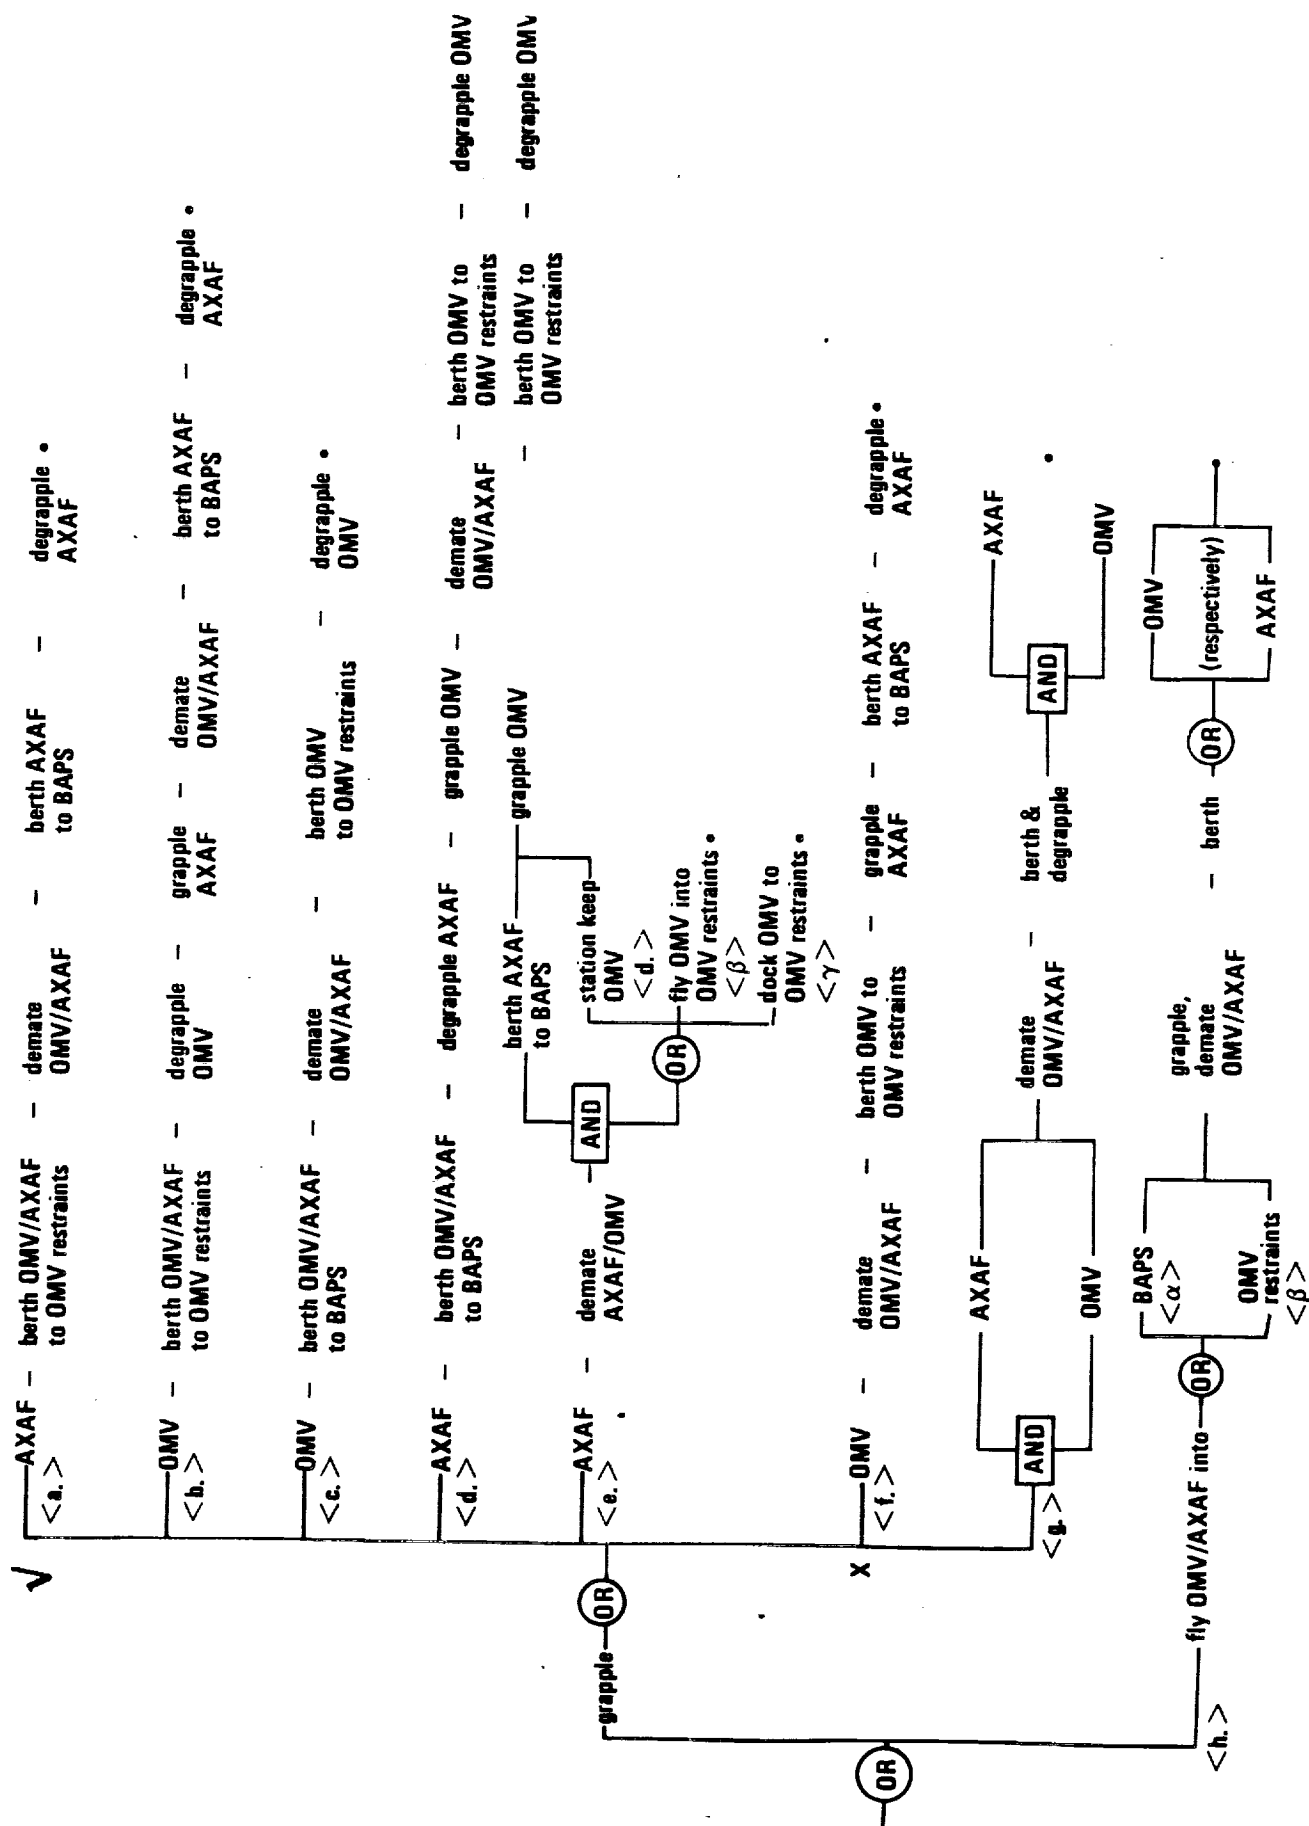 √
AXAF – berth OMV/AXAF – demate – berth AXAF – degrapple •
<a.> to OMV restraints OMV/AXAF to BAPS AXAF
OMV – berth OMV/AXAF – degrapple – grapple – demate – berth AXAF – degrapple •
<b.> to OMV restraints OMV AXAF OMV/AXAF to BAPS AXAF
OMV – berth OMV/AXAF – demate – berth OMV – degrapple •
<c.> to BAPS OMV/AXAF to OMV restraints OMV
AXAF – berth OMV/AXAF – degrapple AXAF – grapple OMV – demate – berth OMV to – degrapple OMV
<d.> to BAPS OMV/AXAF OMV restraints
berth AXAF grapple OMV – berth OMV to – degrapple OMV
to BAPS OMV restraints
AXAF – demate – AND
<e.> AXAF/OMV
station keep
OMV
<d.>
OR fly OMV into
OMV restraints •
<β>
dock OMV to
OMV restraints •
<γ>
grapple OR
X OMV – demate – berth OMV to – grapple – berth AXAF – degrapple •
<f.> OMV/AXAF OMV restraints AXAF to BAPS AXAF
OR
AXAF AXAF
<g.> AND demate – berth & AND •
OMV/AXAF degrapple
OMV OMV
BAPS OMV
<α>
<h.> fly OMV/AXAF into OR grapple, – berth OR (respectively) •
demate
OMV/AXAF
OMV AXAF
restraints
<β>